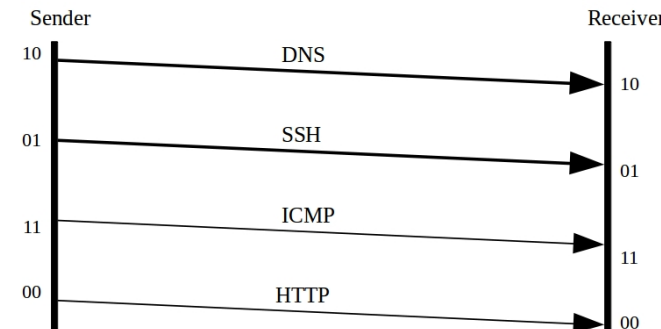 Sender Receiver
10 DNS 10
01 SSH 01
11 ICMP 11
00 HTTP 00